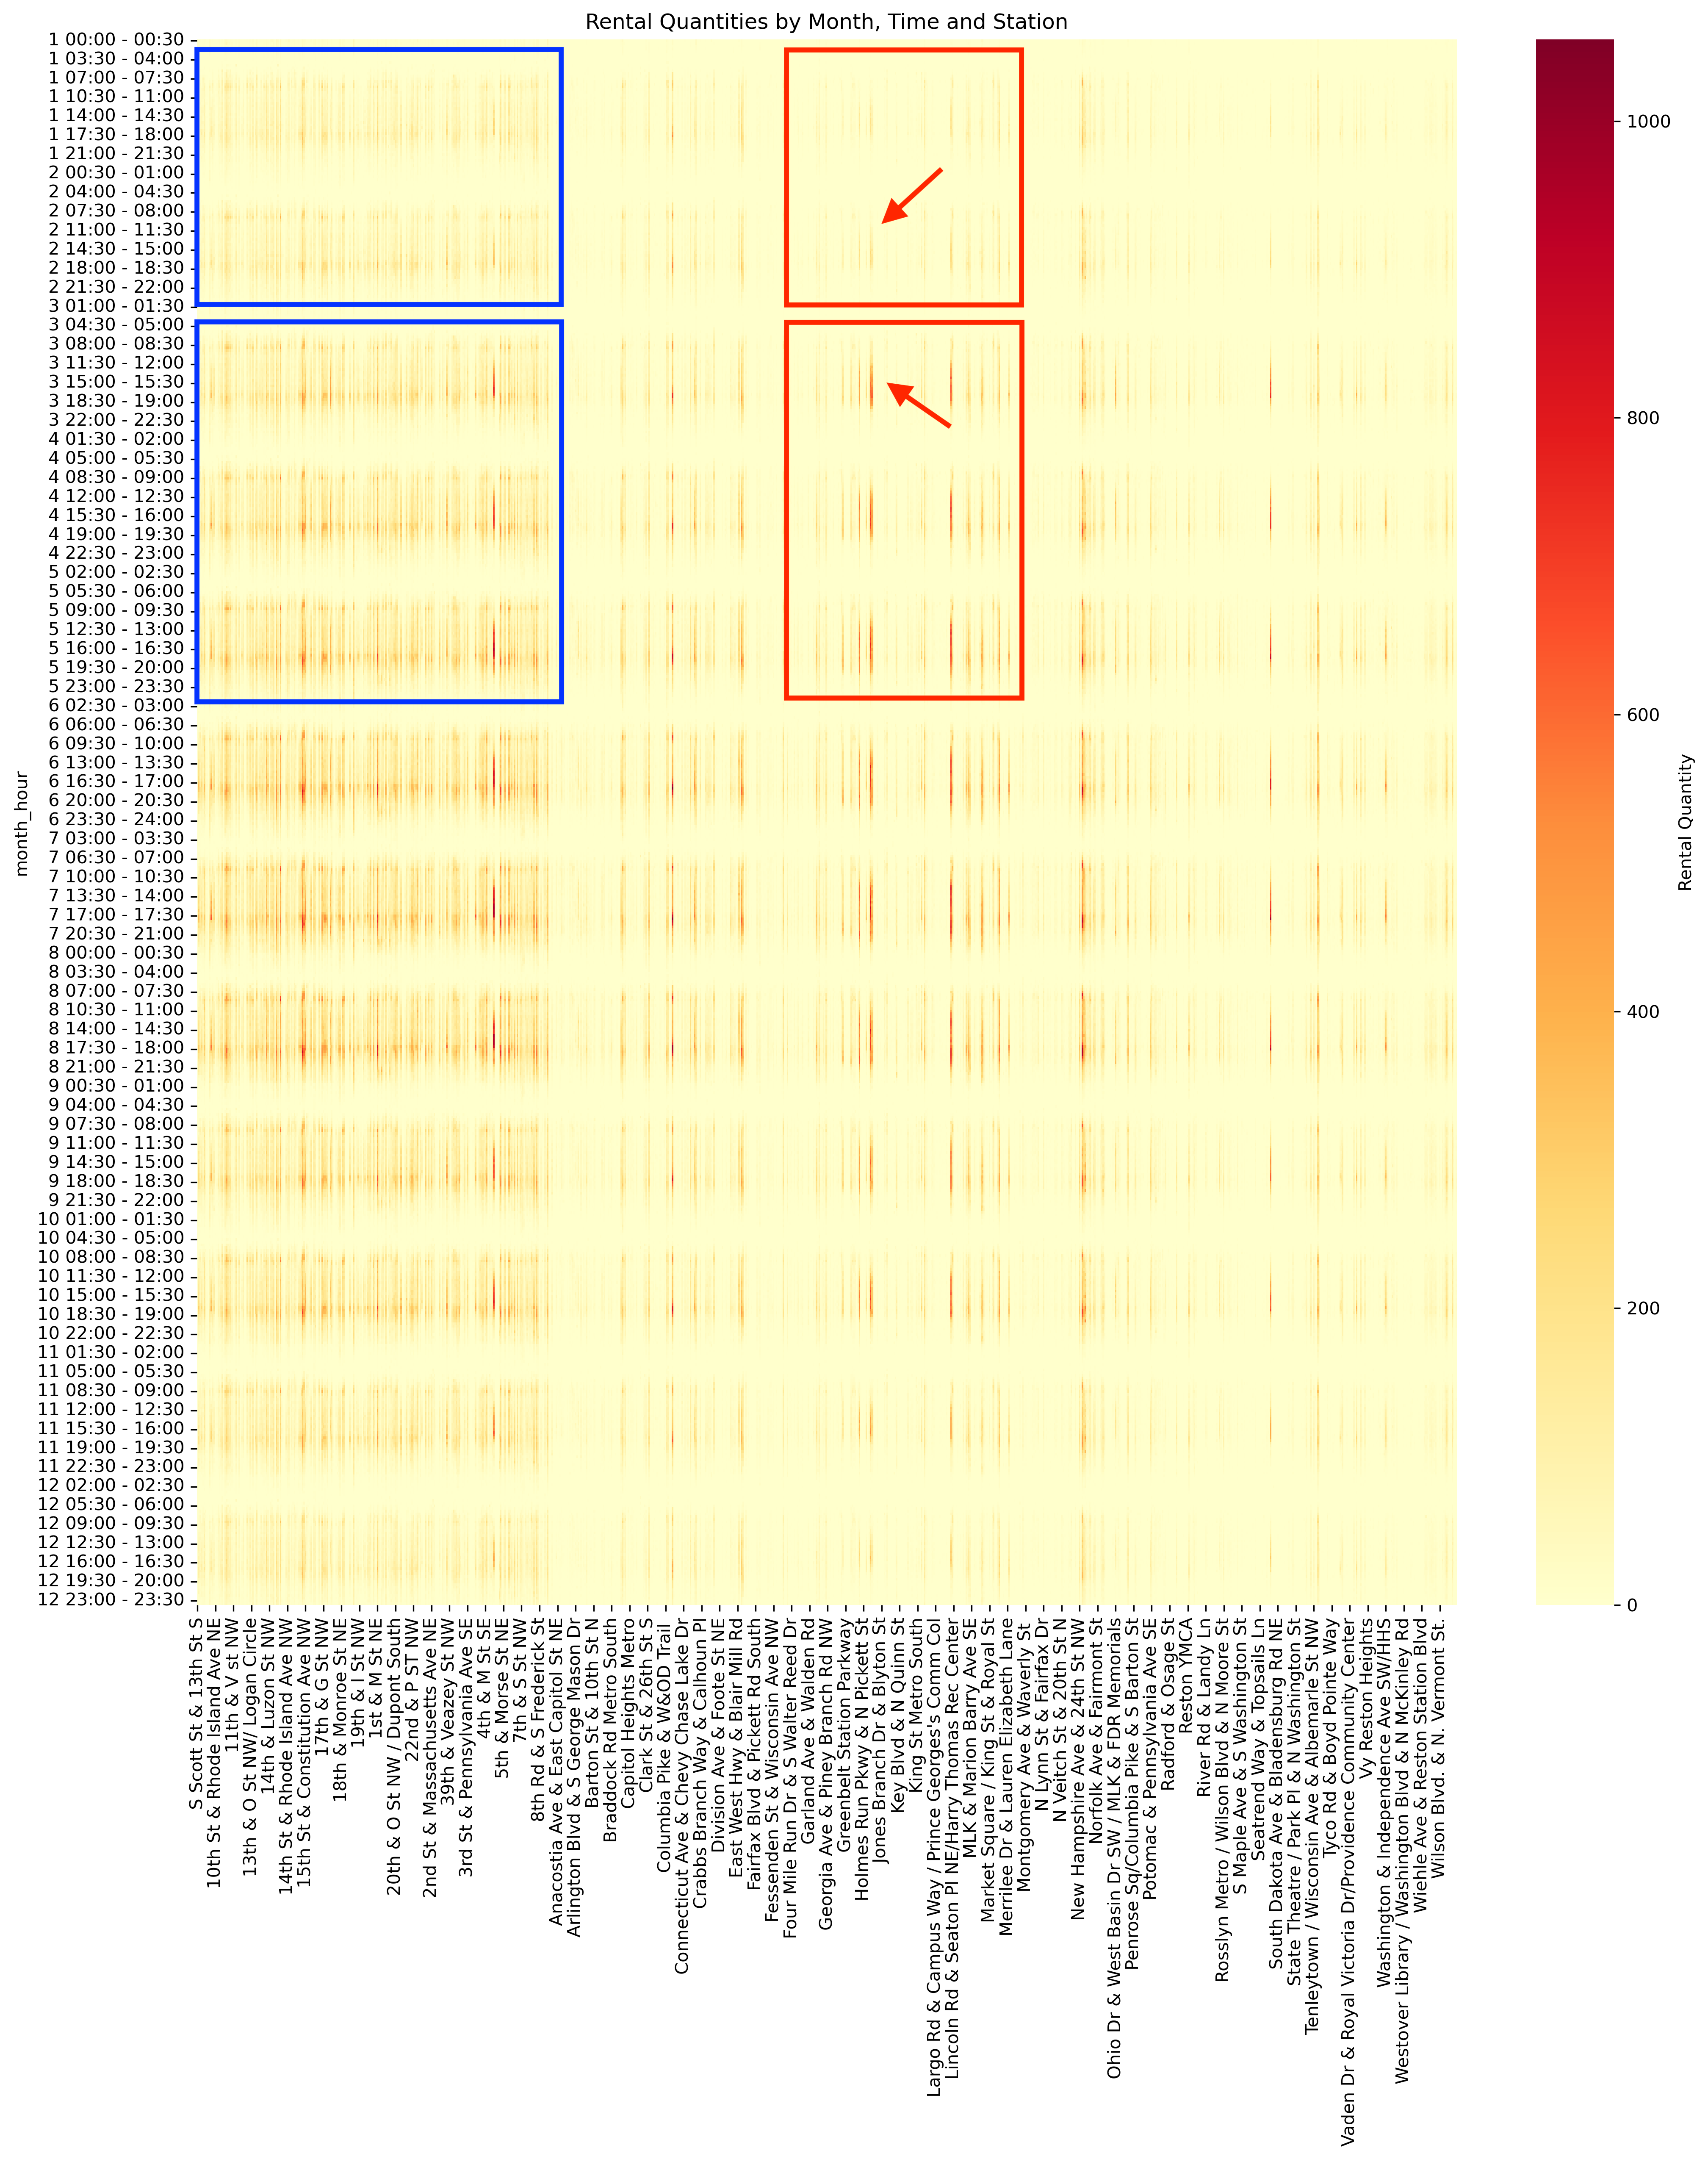 Rental Quantities by Month, Time and Station
1 00:00 - 00:30
1 03:30 - 04:00
1 07:00 - 07:30
1 10:30 - 11:00
1 14:00 - 14:30
1 17:30 - 18:00
1 21:00 - 21:30
2 00:30 - 01:00
2 04:00 - 04:30
2 07:30 - 08:00
2 11:00 - 11:30
2 14:30 - 15:00
2 18:00 - 18:30
2 21:30 - 22:00
3 01:00 - 01:30
3 04:30 - 05:00
3 08:00 - 08:30
3 11:30 - 12:00
3 15:00 - 15:30
3 18:30 - 19:00
3 22:00 - 22:30
4 01:30 - 02:00
4 05:00 - 05:30
4 08:30 - 09:00
4 12:00 - 12:30
4 15:30 - 16:00
4 19:00 - 19:30
4 22:30 - 23:00
5 02:00 - 02:30
5 05:30 - 06:00
5 09:00 - 09:30
5 12:30 - 13:00
5 16:00 - 16:30
5 19:30 - 20:00
5 23:00 - 23:30
6 02:30 - 03:00
6 06:00 - 06:30
6 09:30 - 10:00
6 13:00 - 13:30
6 16:30 - 17:00
6 20:00 - 20:30
6 23:30 - 24:00
7 03:00 - 03:30
7 06:30 - 07:00
7 10:00 - 10:30
7 13:30 - 14:00
7 17:00 - 17:30
7 20:30 - 21:00
8 00:00 - 00:30
8 03:30 - 04:00
8 07:00 - 07:30
8 10:30 - 11:00
8 14:00 - 14:30
8 17:30 - 18:00
8 21:00 - 21:30
9 00:30 - 01:00
9 04:00 - 04:30
9 07:30 - 08:00
9 11:00 - 11:30
9 14:30 - 15:00
9 18:00 - 18:30
9 21:30 - 22:00
10 01:00 - 01:30
10 04:30 - 05:00
10 08:00 - 08:30
10 11:30 - 12:00
10 15:00 - 15:30
10 18:30 - 19:00
10 22:00 - 22:30
11 01:30 - 02:00
11 05:00 - 05:30
11 08:30 - 09:00
11 12:00 - 12:30
11 15:30 - 16:00
11 19:00 - 19:30
11 22:30 - 23:00
12 02:00 - 02:30
12 05:30 - 06:00
12 09:00 - 09:30
12 12:30 - 13:00
12 16:00 - 16:30
12 19:30 - 20:00
12 23:00 - 23:30
month_hour
S Scott St & 13th St S
10th St & Rhode Island Ave NE
11th & V st NW
13th & O St NW/ Logan Circle
14th & Luzon St NW
14th St & Rhode Island Ave NW
15th St & Constitution Ave NW
17th & G St NW
18th & Monroe St NE
19th & I St NW
1st & M St NE
20th & O St NW / Dupont South
22nd & P ST NW
2nd St & Massachusetts Ave NE
39th & Veazey St NW
3rd St & Pennsylvania Ave SE
4th & M St SE
5th & Morse St NE
7th & S St NW
8th Rd & S Frederick St
Anacostia Ave & East Capitol St NE
Arlington Blvd & S George Mason Dr
Barton St & 10th St N
Braddock Rd Metro South
Capitol Heights Metro
Clark St & 26th St S
Columbia Pike & W&OD Trail
Connecticut Ave & Chevy Chase Lake Dr
Crabbs Branch Way & Calhoun Pl
Division Ave & Foote St NE
East West Hwy & Blair Mill Rd
Fairfax Blvd & Pickett Rd South
Fessenden St & Wisconsin Ave NW
Four Mile Run Dr & S Walter Reed Dr
Garland Ave & Walden Rd
Georgia Ave & Piney Branch Rd NW
Greenbelt Station Parkway
Holmes Run Pkwy & N Pickett St
Jones Branch Dr & Blyton St
Key Blvd & N Quinn St
King St Metro South
Largo Rd & Campus Way / Prince Georges's Comm Col
Lincoln Rd & Seaton Pl NE/Harry Thomas Rec Center
MLK & Marion Barry Ave SE
Market Square / King St & Royal St
Merrilee Dr & Lauren Elizabeth Lane
Montgomery Ave & Waverly St
N Lynn St & Fairfax Dr
N Veitch St & 20th St N
New Hampshire Ave & 24th St NW
Norfolk Ave & Fairmont St
Ohio Dr & West Basin Dr SW / MLK & FDR Memorials
Penrose Sq/Columbia Pike & S Barton St
Potomac & Pennsylvania Ave SE
Radford & Osage St
Reston YMCA
River Rd & Landy Ln
Rosslyn Metro / Wilson Blvd & N Moore St
S Maple Ave & S Washington St
Seatrend Way & Topsails Ln
South Dakota Ave & Bladensburg Rd NE
State Theatre / Park Pl & N Washington St
Tenleytown / Wisconsin Ave & Albemarle St NW
Tyco Rd & Boyd Pointe Way
Vaden Dr & Royal Victoria Dr/Providence Community Center
Vy Reston Heights
Washington & Independence Ave SW/HHS
Westover Library / Washington Blvd & N McKinley Rd
Wiehle Ave & Reston Station Blvd
Wilson Blvd. & N. Vermont St.
1000
800
600
400
200
0
Rental Quantity